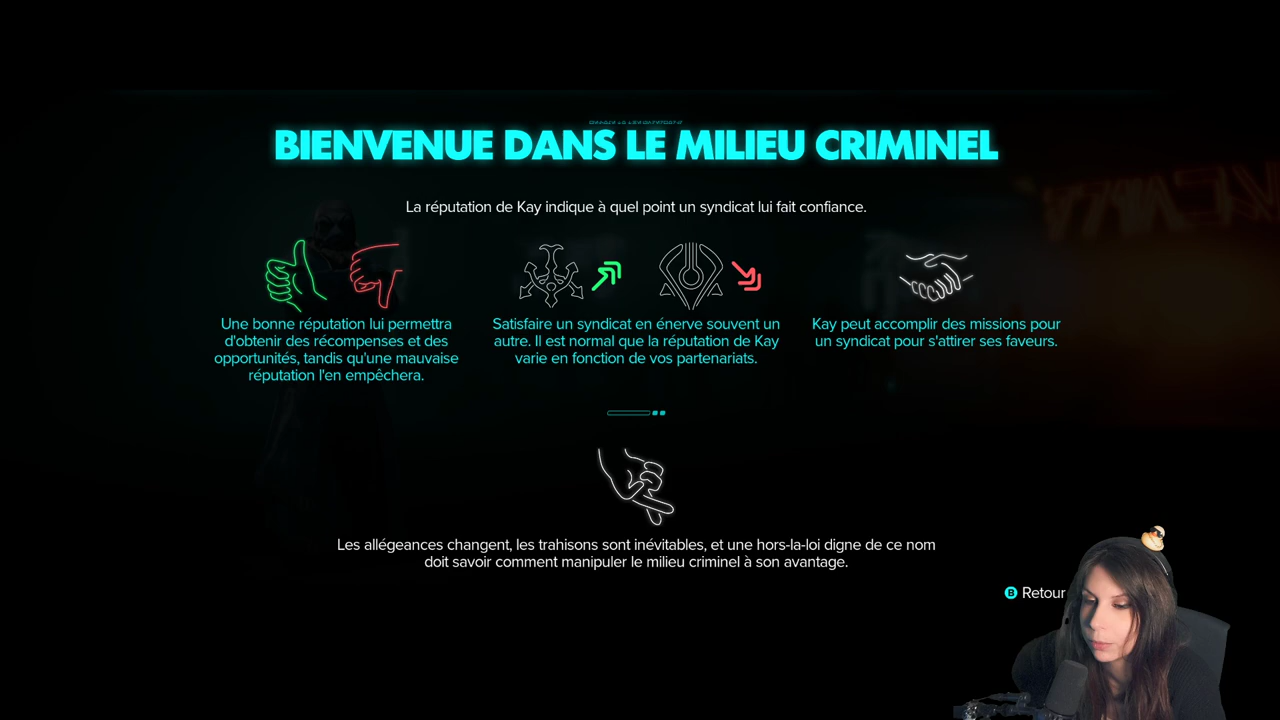 BIENVENUE DANS LE MILIEU CRIMINEL
La réputation de Kay indique à quel point un syndicat lui fait confiance.
Une bonne réputation lui permettra
d'obtenir des récompenses et des
opportunités, tandis qu'une mauvaise
réputation l'en empêchera.
Satisfaire un syndicat en énerve souvent un
autre. Il est normal que la réputation de Kay
varie en fonction de vos partenariats.
Kay peut accomplir des missions pour
un syndicat pour s'attirer ses faveurs.
Les allégeances changent, les trahisons sont inévitables, et une hors-la-loi digne de ce nom
doit savoir comment manipuler le milieu criminel à son avantage.
B Retour